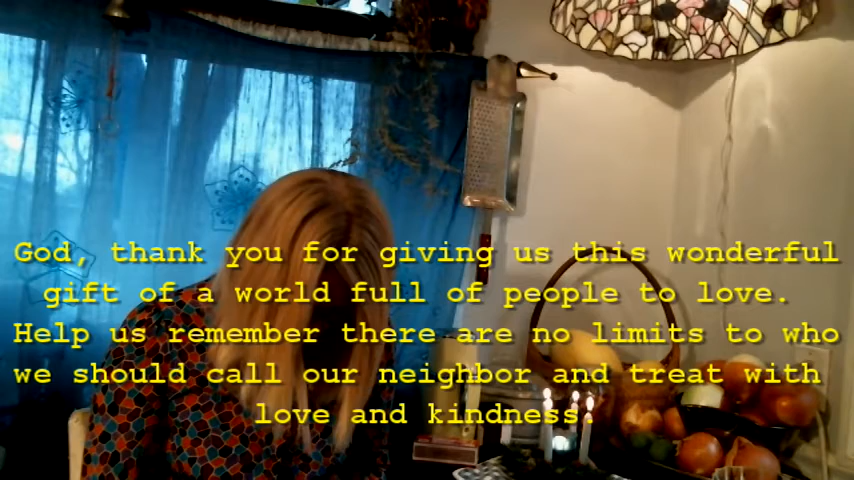 God, thank you for giving us this wonderful
gift of a world full of people to love.
Help us remember there are no limits to who
we should call our neighbor and treat with
love and kindness.